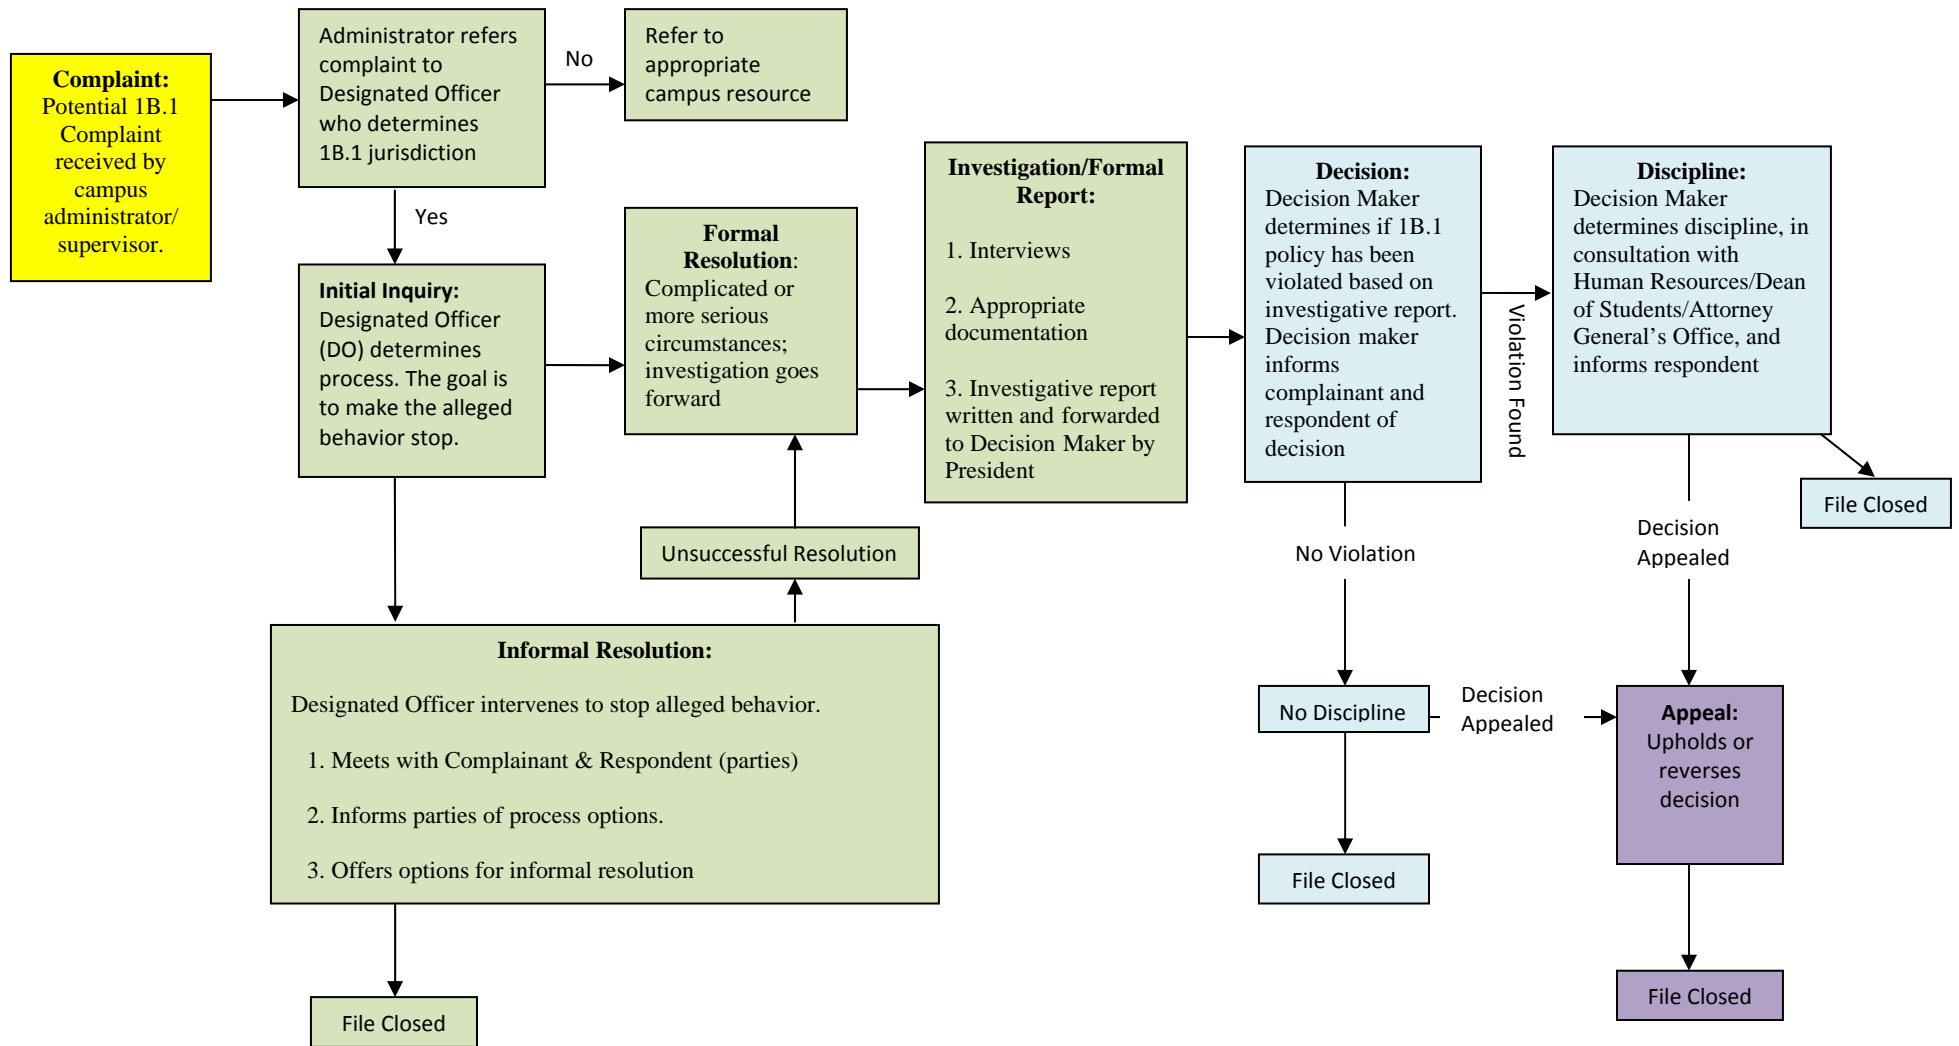 Complaint:
Potential 1B.1
Complaint
received by
campus
administrator/
supervisor.
Administrator refers
complaint to
Designated Officer
who determines
1B.1 jurisdiction
No
Refer to
appropriate
campus resource
Yes
Initial Inquiry:
Designated Officer
(DO) determines
process. The goal is
to make the alleged
behavior stop.
Formal
Resolution:
Complicated or
more serious
circumstances;
investigation goes
forward
Unsuccessful Resolution
Informal Resolution:
Designated Officer intervenes to stop alleged behavior.
1. Meets with Complainant & Respondent (parties)
2. Informs parties of process options.
3. Offers options for informal resolution
File Closed
Investigation/Formal
Report:
1. Interviews
2. Appropriate
documentation
3. Investigative report
written and forwarded
to Decision Maker by
President
Decision:
Decision Maker
determines if 1B.1
policy has been
violated based on
investigative report.
Decision maker
informs
complainant and
respondent of
decision
Violation Found
Discipline:
Decision Maker
determines discipline, in
consultation with
Human Resources/Dean
of Students/Attorney
General’s Office, and
informs respondent
File Closed
No Violation
Decision
Appealed
No Discipline
Decision
Appealed
Appeal:
Upholds or
reverses
decision
File Closed
File Closed